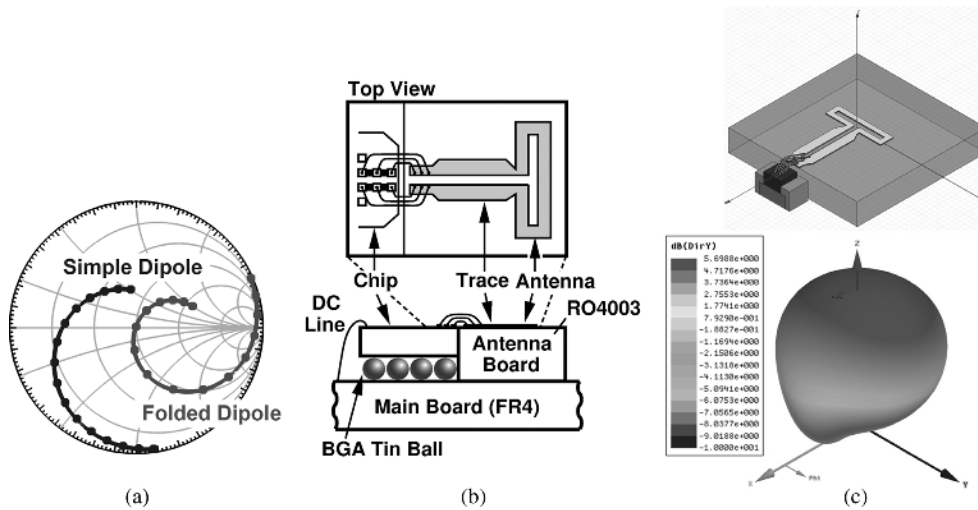 Simple Dipole
Folded Dipole
(a)
Top View
Chip
Trace
Antenna
DC
Line
RO4003
Antenna
Board
Main Board (FR4)
BGA Tin Ball
(b)
dB(DirY)
5.6988e+000
4.7176e+000
3.7364e+000
2.7553e+000
1.7741e+000
7.9290e-001
-1.8827e-001
-1.1694e+000
-2.1506e+000
-3.1318e+000
-4.1130e+000
-5.0941e+000
-6.0753e+000
-7.0565e+000
-8.0377e+000
-9.0188e+000
-1.0000e+001
Z
X
Y
(c)